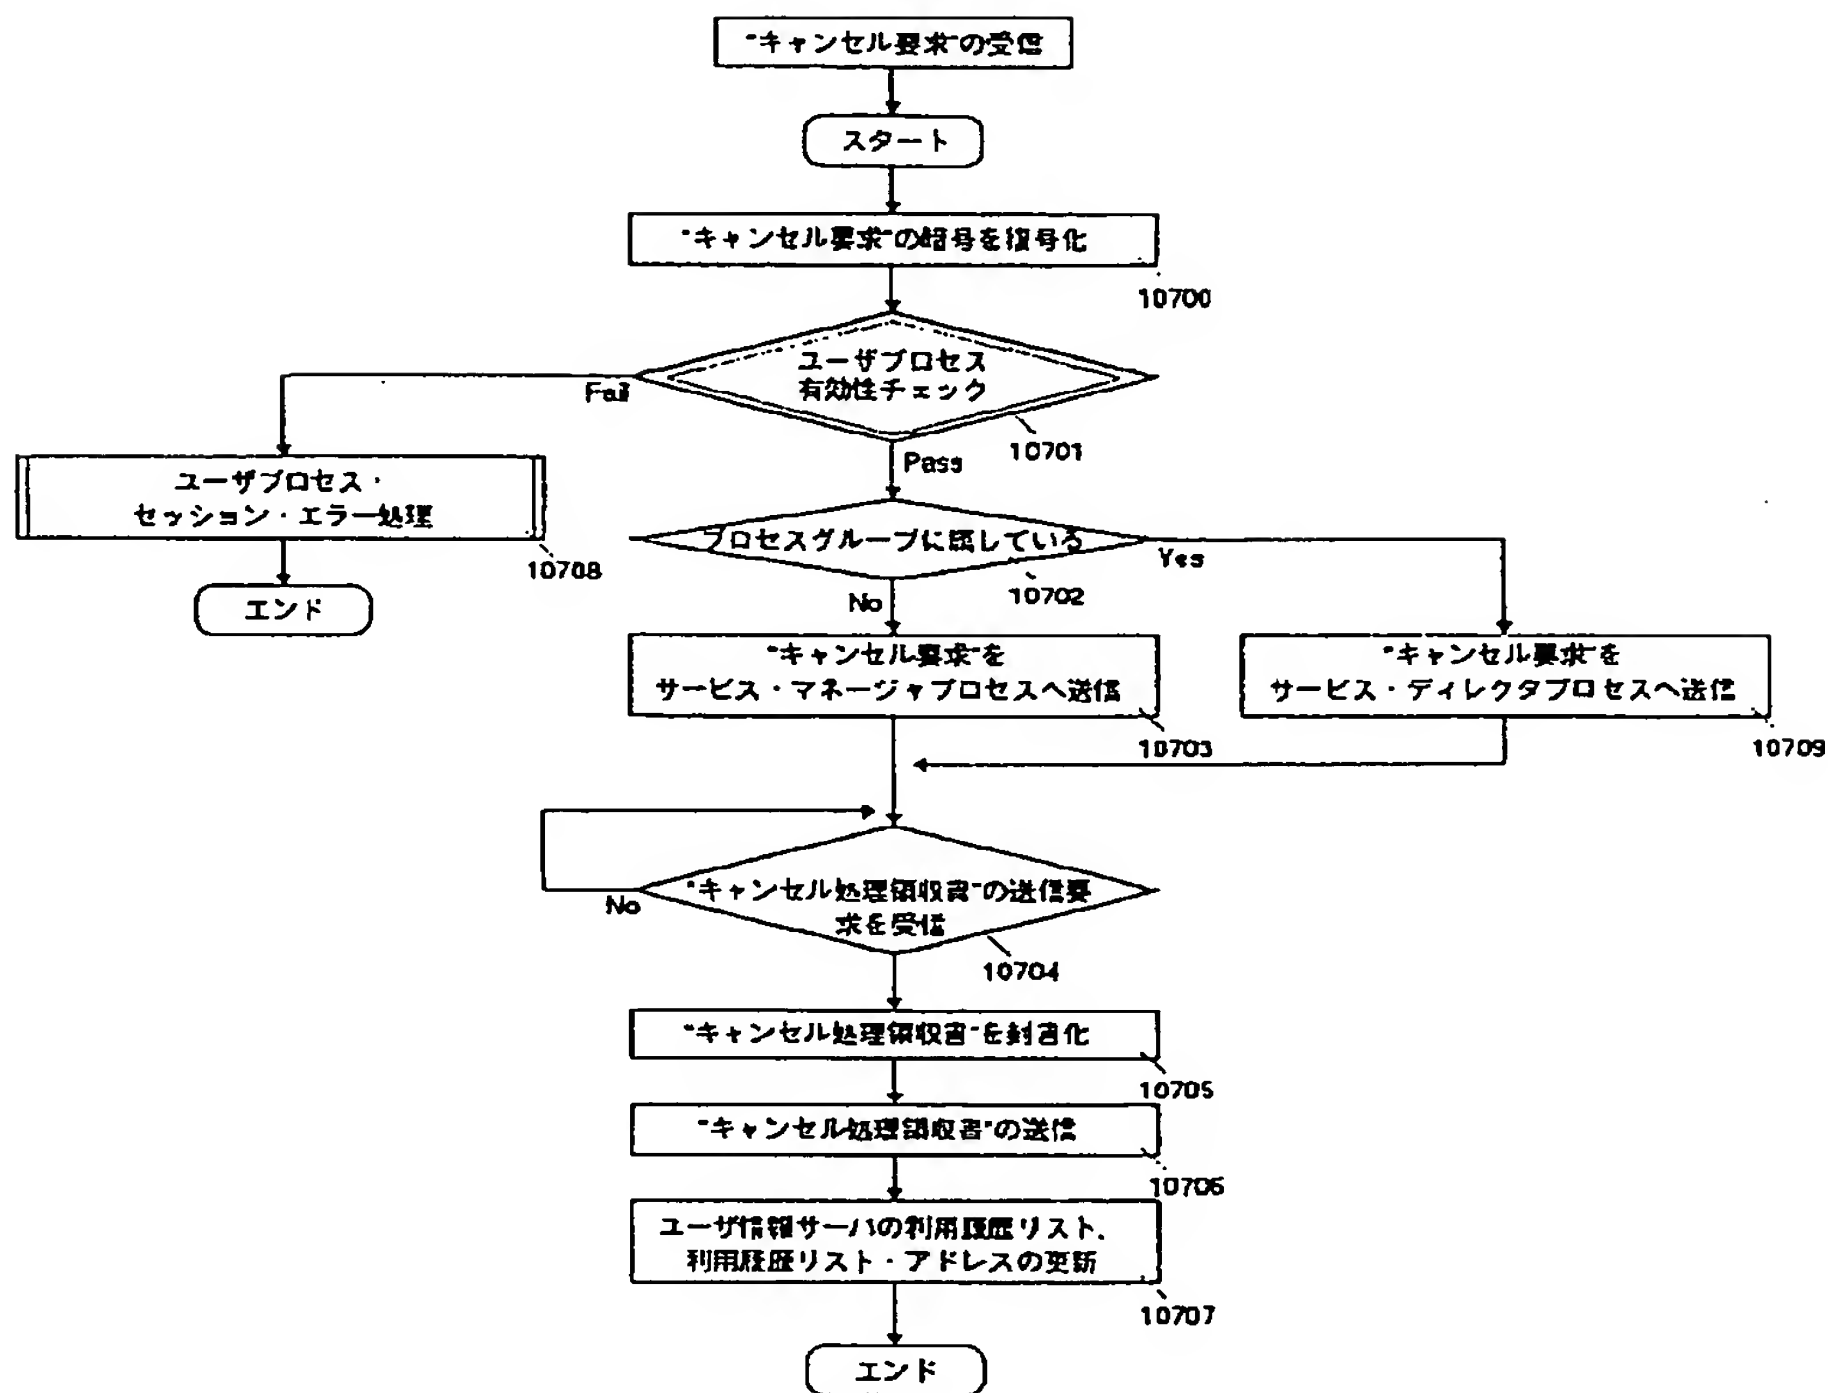 "キャンセル要求"の受信
スタート
"キャンセル要求"の暗号を復号化
10700
ユーザプロセス
有効性チェック
Fail
10701
Pass
ユーザプロセス・
セッション・エラー処理
10708
エンド
プロセスグループに属している
Yes
No
10702
"キャンセル要求"を
サービス・マネージャプロセスへ送信
10703
"キャンセル要求"を
サービス・ディレクタプロセスへ送信
10709
"キャンセル処理領収書"の送信要
求を受信
No
10704
"キャンセル処理領収書"を封書化
10705
"キャンセル処理領収書"の送信
10706
ユーザ情報サーバの利用履歴リスト、
利用履歴リスト・アドレスの更新
10707
エンド